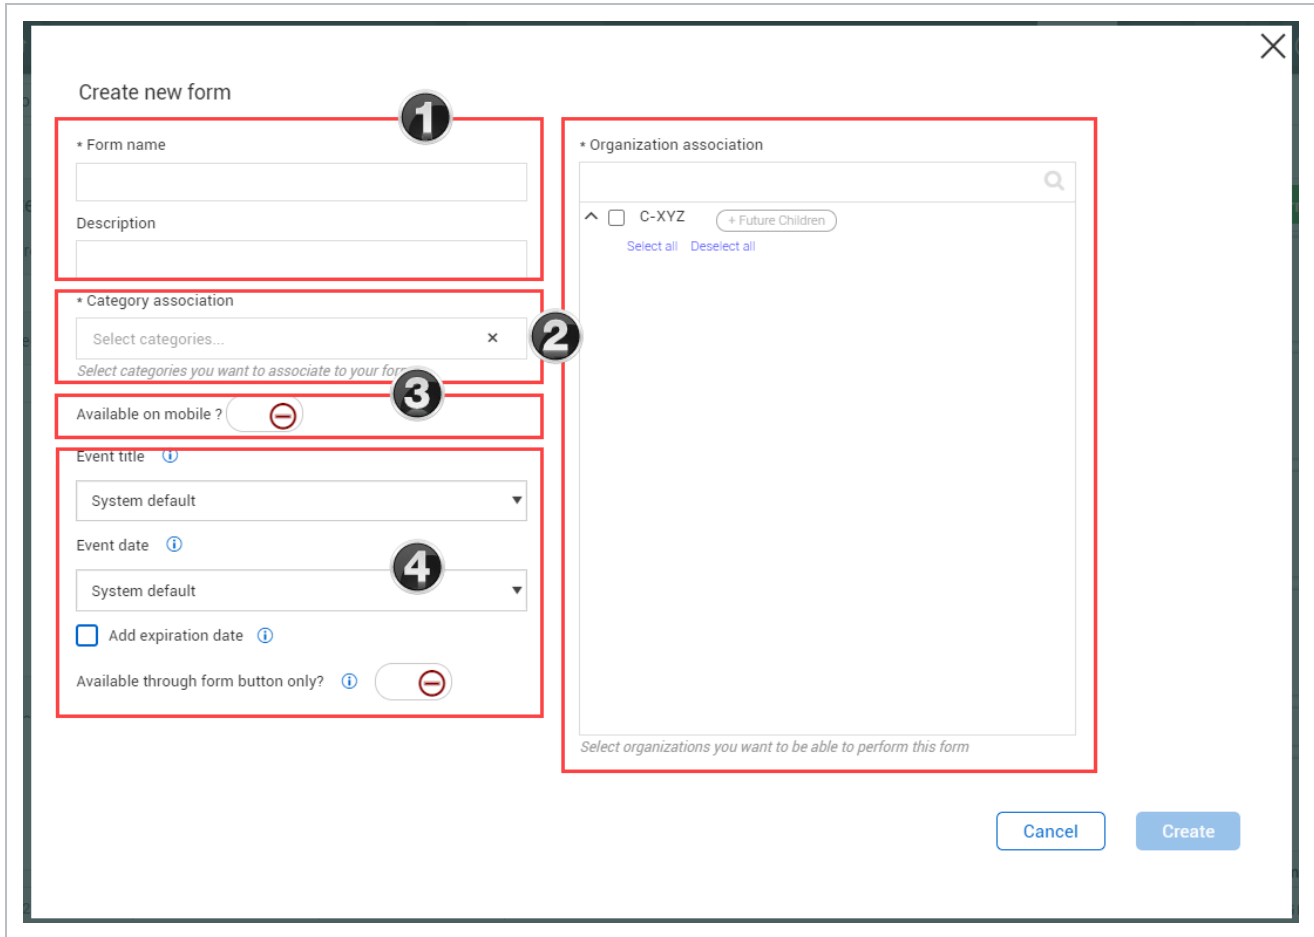 Create new form
1
* Form name
Description
* Category association
Select categories...
×
2
Select categories you want to associate to your for
3
Available on mobile ?
Event title
System default
Event date
System default
4
Add expiration date
Available through form button only?
* Organization association
C-XYZ
+ Future Children
Select all Deselect all
Select organizations you want to be able to perform this form
Cancel
Create